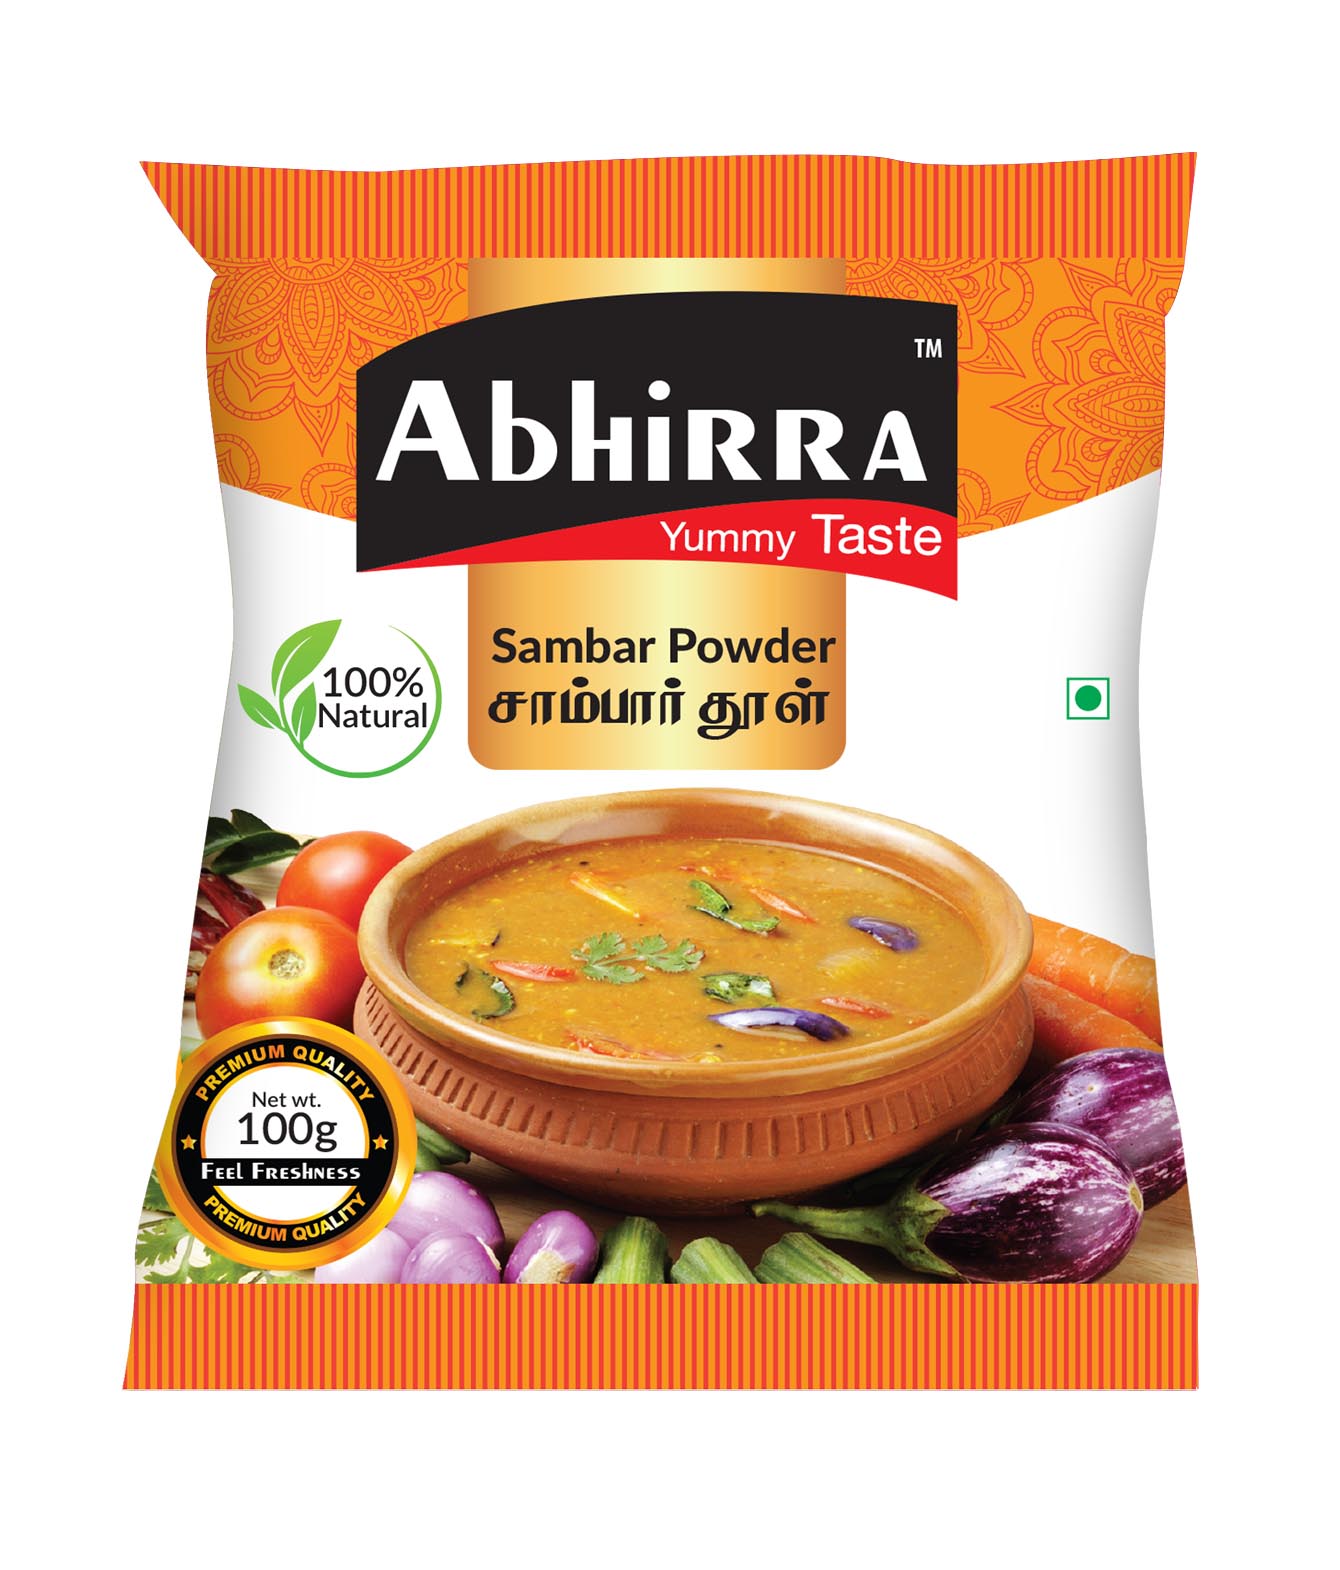 TM
AbhiRRA
Yummy Taste
Sambar Powder
சாம்பார் தூள்
100%
Natural
PREMIUM QUALITY
Net wt.
100g
FEEL FRESHNESS
PREMIUM QUALITY